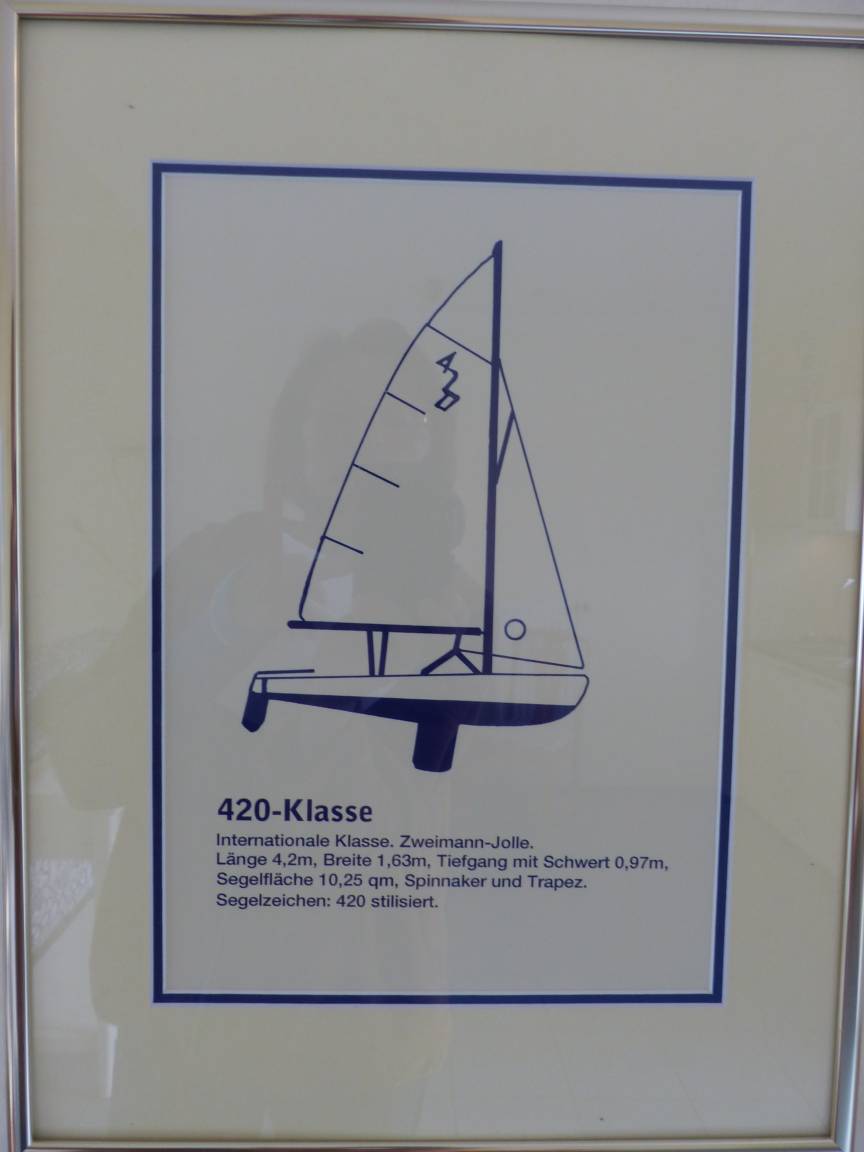 420-Klasse
Internationale Klasse. Zweimann-Jolle.
Länge 4,2m, Breite 1,63m, Tiefgang mit Schwert 0,97m,
Segelfläche 10,25 qm, Spinnaker und Trapez.
Segelzeichen: 420 stilisiert.